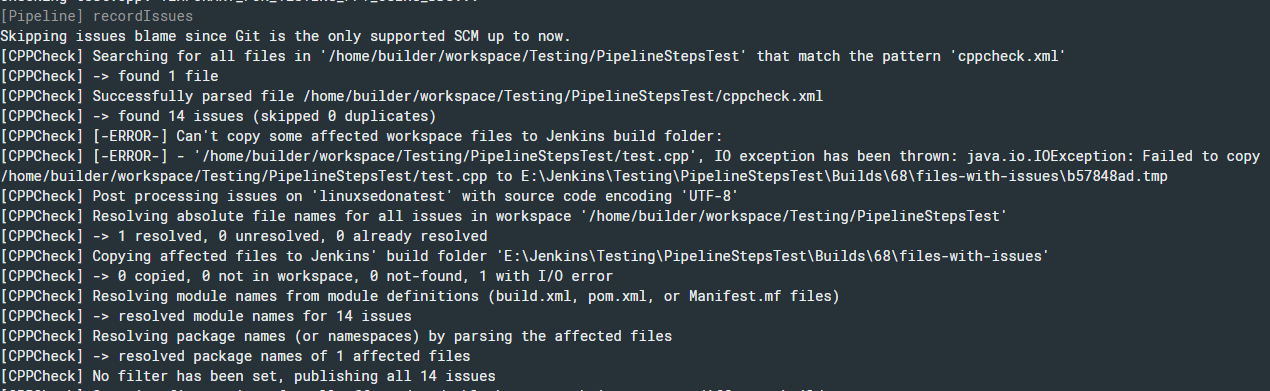 [Pipeline] recordIssues
Skipping issues blame since Git is the only supported SCM up to now.
[CPPCheck] Searching for all files in '/home/builder/workspace/Testing/PipelineStepsTest' that match the pattern 'cppcheck.xml'
[CPPCheck] -> found 1 file
[CPPCheck] Successfully parsed file /home/builder/workspace/Testing/PipelineStepsTest/cppcheck.xml
[CPPCheck] -> found 14 issues (skipped 0 duplicates)
[CPPCheck] [-ERROR-] Can't copy some affected workspace files to Jenkins build folder:
[CPPCheck] [-ERROR-] - '/home/builder/workspace/Testing/PipelineStepsTest/test.cpp', IO exception has been thrown: java.io.IOException: Failed to copy
/home/builder/workspace/Testing/PipelineStepsTest/test.cpp to E:\Jenkins\Testing\PipelineStepsTest\Builds\68\files-with-issues\b57848ad.tmp
[CPPCheck] Post processing issues on 'linuxsedonatest' with source code encoding 'UTF-8'
[CPPCheck] Resolving absolute file names for all issues in workspace '/home/builder/workspace/Testing/PipelineStepsTest'
[CPPCheck] -> 1 resolved, 0 unresolved, 0 already resolved
[CPPCheck] Copying affected files to Jenkins' build folder 'E:\Jenkins\Testing\PipelineStepsTest\Builds\68\files-with-issues'
[CPPCheck] -> 0 copied, 0 not in workspace, 0 not-found, 1 with I/O error
[CPPCheck] Resolving module names from module definitions (build.xml, pom.xml, or Manifest.mf files)
[CPPCheck] -> resolved module names for 14 issues
[CPPCheck] Resolving package names (or namespaces) by parsing the affected files
[CPPCheck] -> resolved package names of 1 affected files
[CPPCheck] No filter has been set, publishing all 14 issues